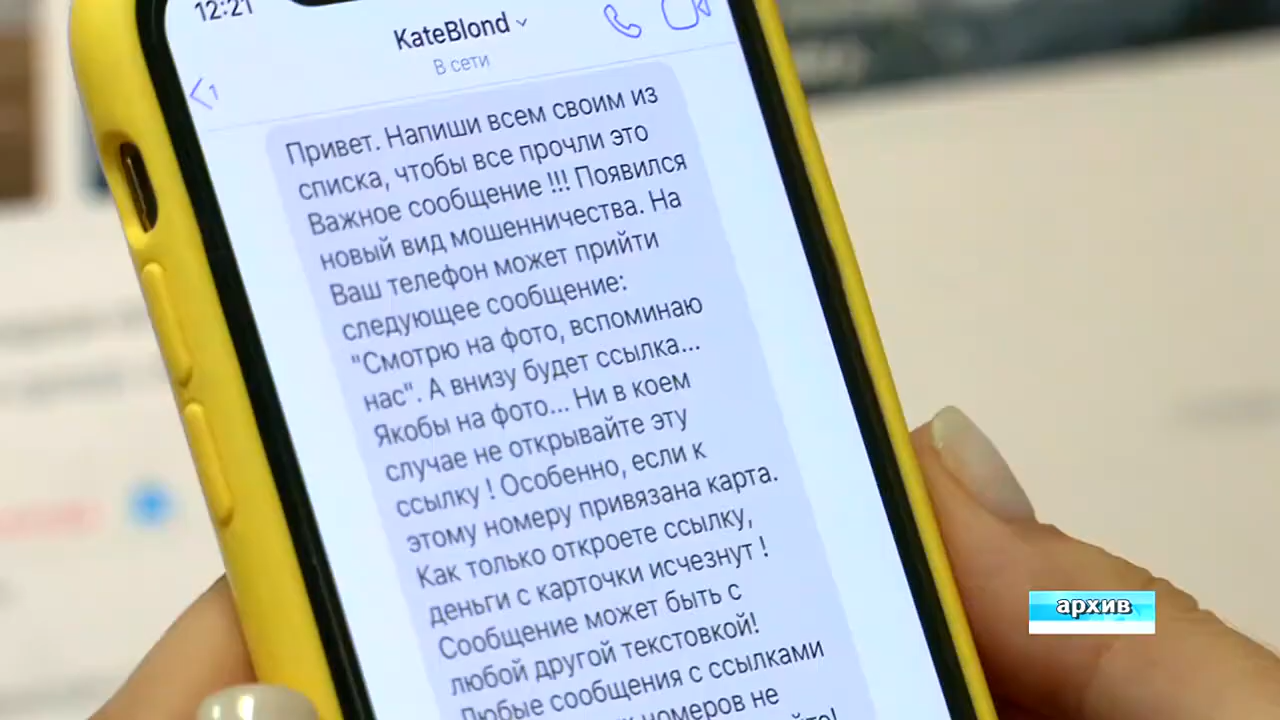 12:21
KateBlond
В сети
1
Привет. Напиши всем своим из
списка, чтобы все прочли это
Важное сообщение !!! Появился
новый вид мошенничества. На
Ваш телефон может прийти
следующее сообщение:
"Смотрю на фото, вспоминаю
нас". А внизу будет ссылка...
Якобы на фото... Ни в коем
случае не открывайте эту
ссылку ! Особенно, если к
этому номеру привязана карта.
Как только откроете ссылку,
деньги с карточки исчезнут !
Сообщение может быть с
любой другой текстовкой!
Любые сообщения с ссылками
номеров не
архив